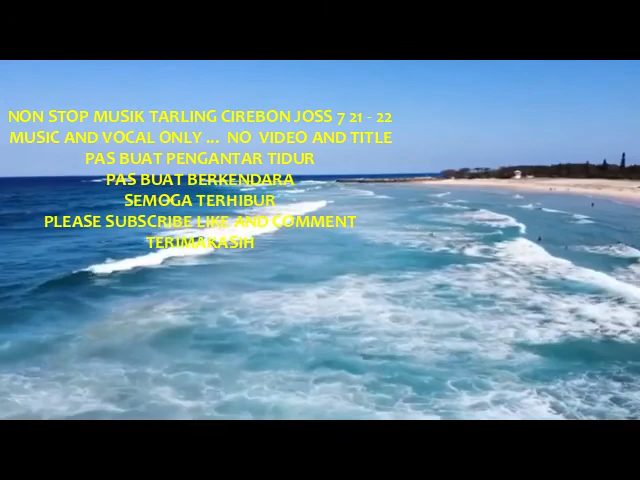 NON STOP MUSIK TARLING CIREBON JOSS 7 21 - 22
MUSIC AND VOCAL ONLY ... NO VIDEO AND TITLE
PAS BUAT PENGANTAR TIDUR
PAS BUAT BERKENDARA
SEMOGA TERHIBUR
PLEASE SUBSCRIBE LIKE AND COMMENT
TERIMAKASIH